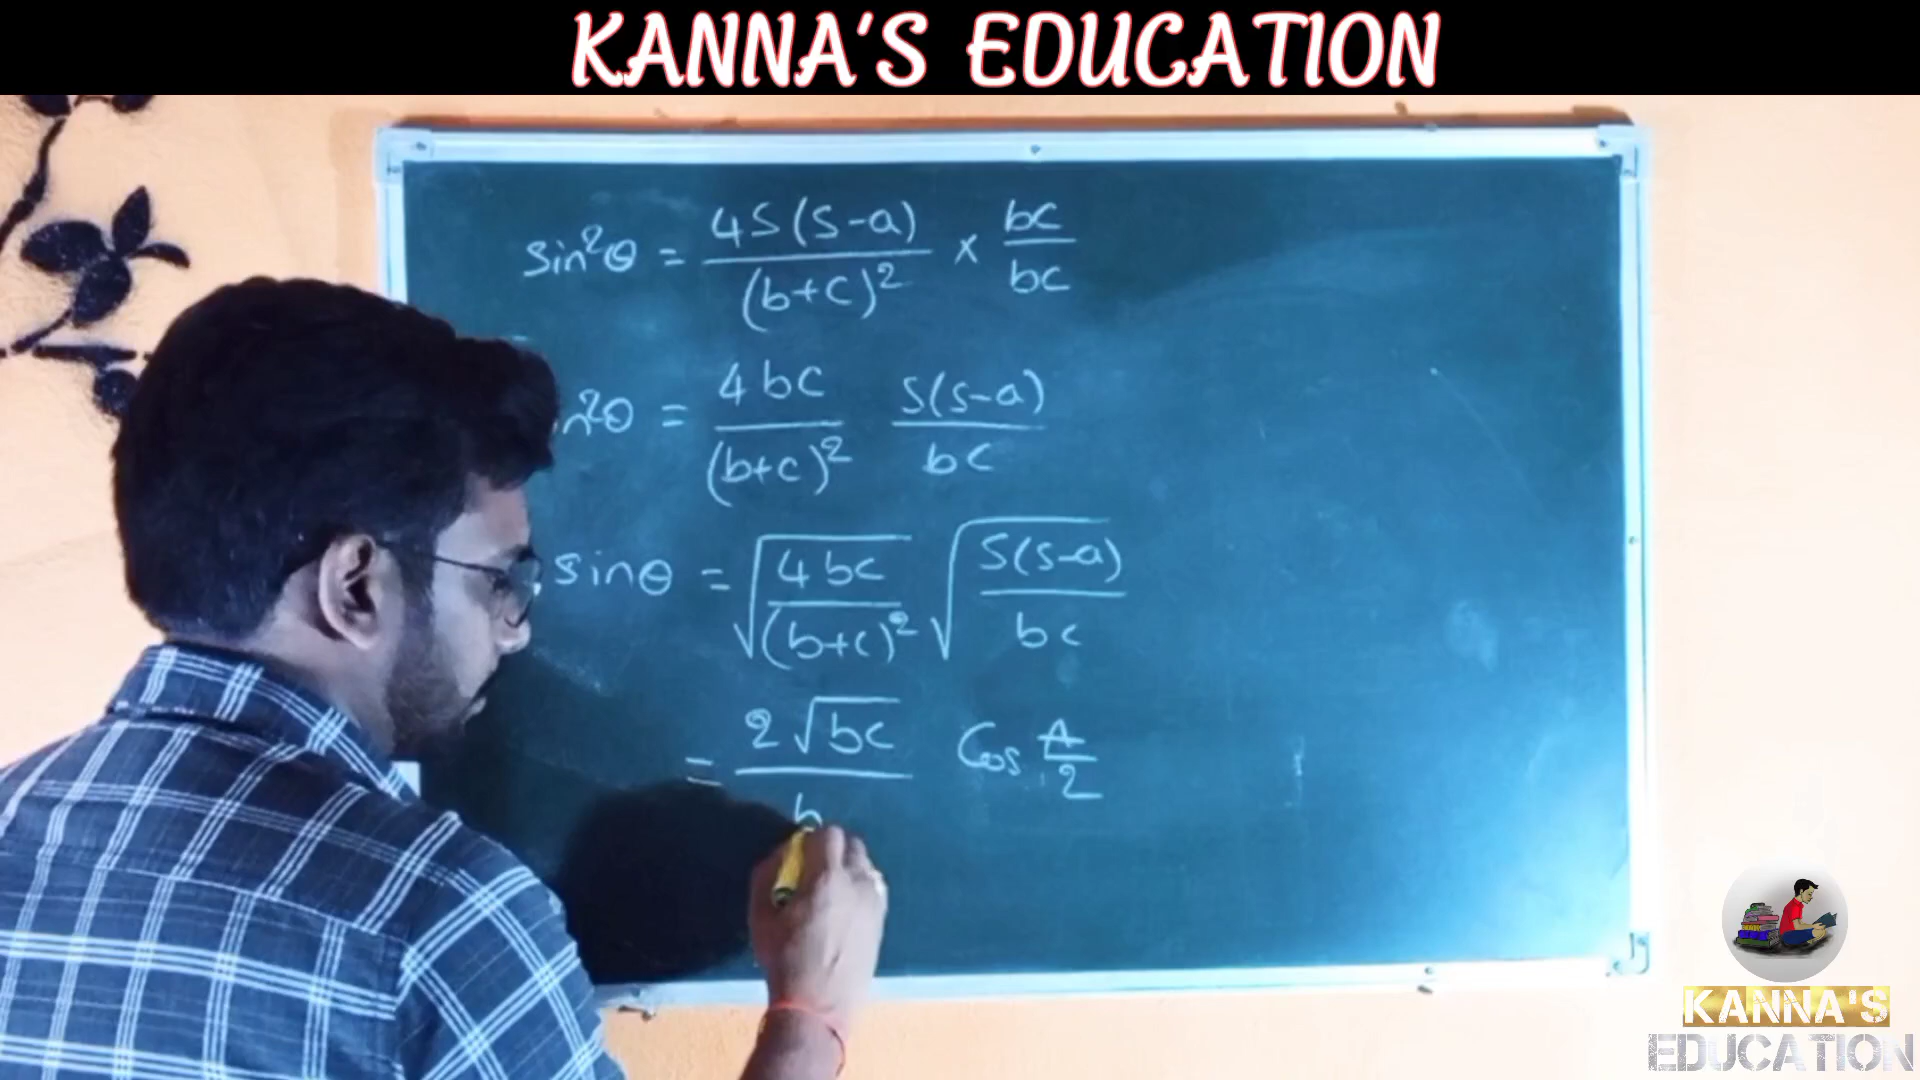 KANNA'S EDUCATION
sin²θ = 4S(S-a)/(b+c)² × bc/bc
in²θ = 4bc/(b+c)² S(S-a)/bc
sinθ = √(4bc/(b+c)²) √(S(S-a)/bc)
= 2√bc/b Cos A/2
KANNA'S
EDUCATION